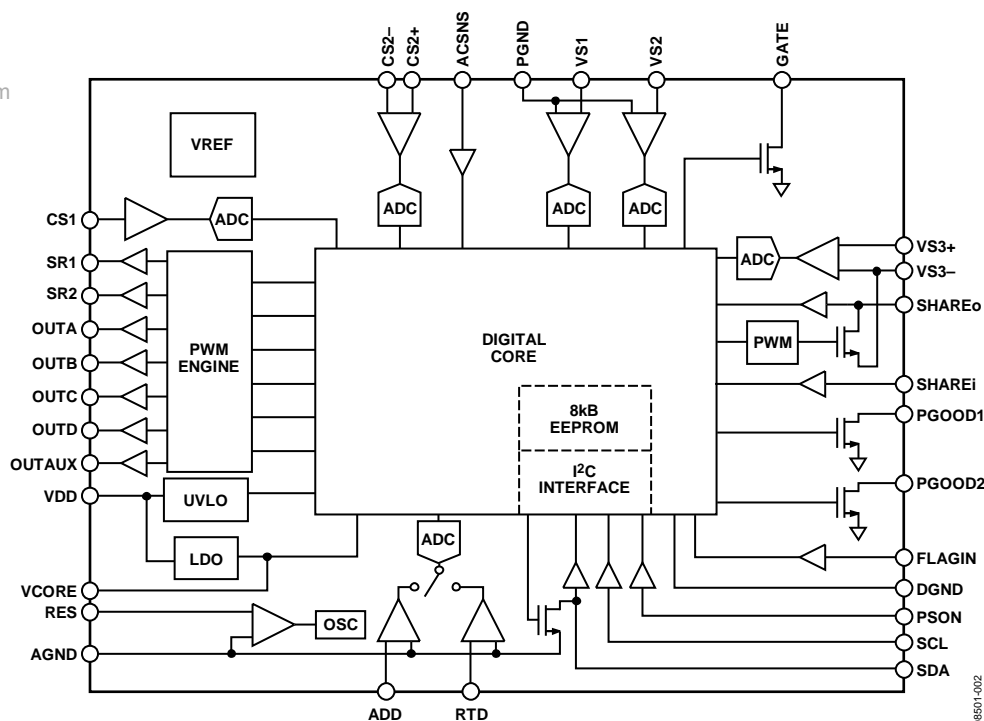 CS2–
CS2+
ACSNS
PGND
VS1
VS2
GATE
m
VREF
ADC
ADC
ADC
CS1
ADC
SR1
SR2
OUTA
OUTB
OUTC
OUTD
OUTAUX
PWM
ENGINE
DIGITAL
CORE
8kB
EEPROM
I²C
INTERFACE
ADC
VS3+
VS3–
SHAREo
PWM
SHAREi
PGOOD1
PGOOD2
VDD
UVLO
LDO
VCORE
RES
OSC
AGND
ADC
ADD
RTD
FLAGIN
DGND
PSON
SCL
SDA
8501-002